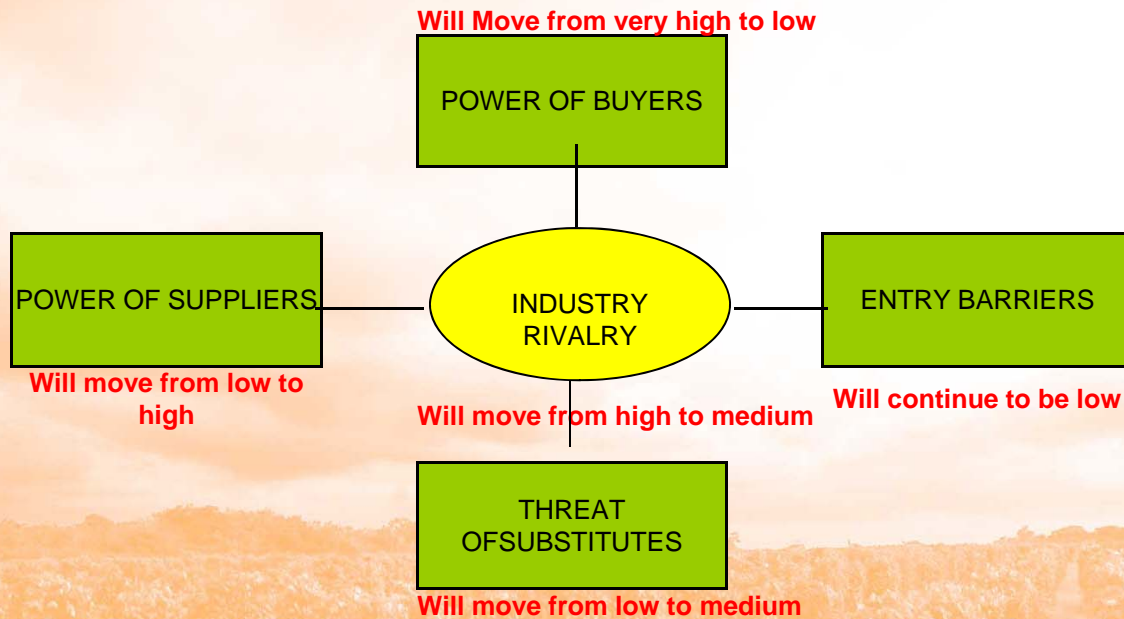 Will Move from very high to low
POWER OF BUYERS
POWER OF SUPPLIERS
Will move from low to
high
INDUSTRY
RIVALRY
Will move from high to medium
ENTRY BARRIERS
Will continue to be low
THREAT
OFSUBSTITUTES
Will move from low to medium